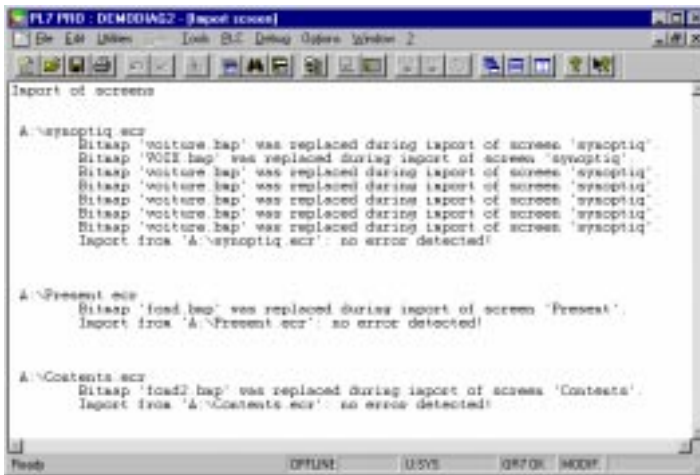 PL7 PRO : DEMODIAG2 - [Import screen]
File Edit Utilities Tools PLC Debug Options Window ?
Import of screens
A:\synoptiq.ecr
Bitmap 'voiture.bmp' was replaced during import of screen 'synoptiq'.
Bitmap 'VOIX.bmp' was replaced during import of screen 'synoptiq'.
Bitmap 'voiture.bmp' was replaced during import of screen 'synoptiq'.
Bitmap 'voiture.bmp' was replaced during import of screen 'synoptiq'.
Bitmap 'voiture.bmp' was replaced during import of screen 'synoptiq'.
Bitmap 'voiture.bmp' was replaced during import of screen 'synoptiq'.
Bitmap 'voiture.bmp' was replaced during import of screen 'synoptiq'.
Import from 'A:\synoptiq.ecr': no error detected!
A:\Present.ecr
Bitmap 'fond.bmp' was replaced during import of screen 'Present'.
Import from 'A:\Present.ecr': no error detected!
A:\Contents.ecr
Bitmap 'fond2.bmp' was replaced during import of screen 'Contents'.
Import from 'A:\Contents.ecr': no error detected!
Ready OFFLINE U:SYS GR7 OK MODIF.